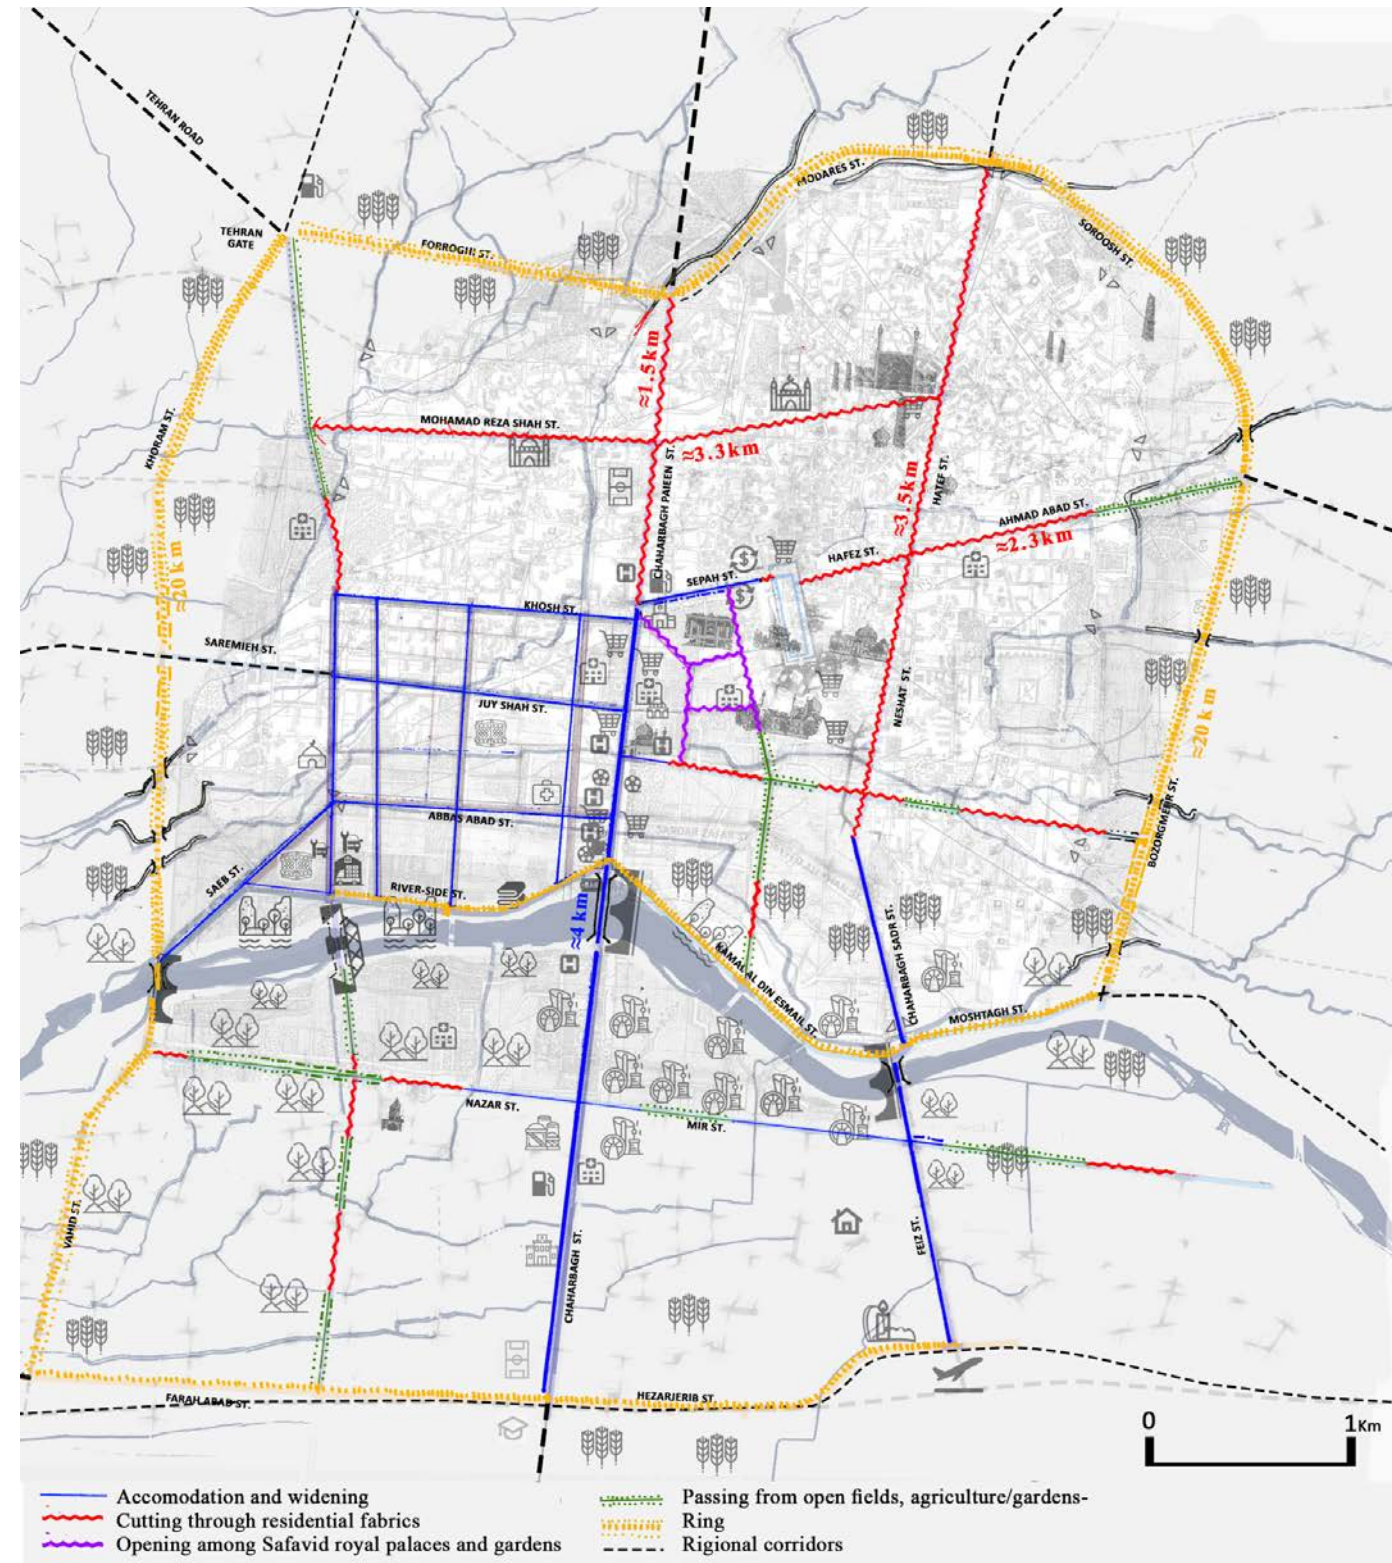 TEHRAN ROAD
TEHRAN
GATE
FORROGHI ST.
MODARES ST.
SOROOSH ST.
KHORAM ST.
≈1.5km
MOHAMAD REZA SHAH ST.
≈3.3km
CHAHARBAGH PAIEEN ST.
≈3.5km
HATEF ST.
AHMAD ABAD ST.
≈2.3km
HAFEZ ST.
SEPAH ST.
≈20 km
KHOSH ST.
SAREMIEH ST.
JUY SHAH ST.
NESHAT ST.
≈20 km
ABBAS ABAD ST.
BOZORGMEHR ST.
SAEB ST.
RIVER-SIDE ST.
≈4 km
KAMAL AL DIN ESMAIL ST.
CHAHARBAGH SADR ST.
MOSHTAGH ST.
NAZAR ST.
MIR ST.
VAHID ST.
CHAHARBAGH ST.
FEIZ ST.
FARAH ABAD ST.
HEZARJERIB ST.
0 1Km
Accomodation and widening
Cutting through residential fabrics
Opening among Safavid royal palaces and gardens
Passing from open fields, agriculture/gardens-
Ring
Rigional corridors